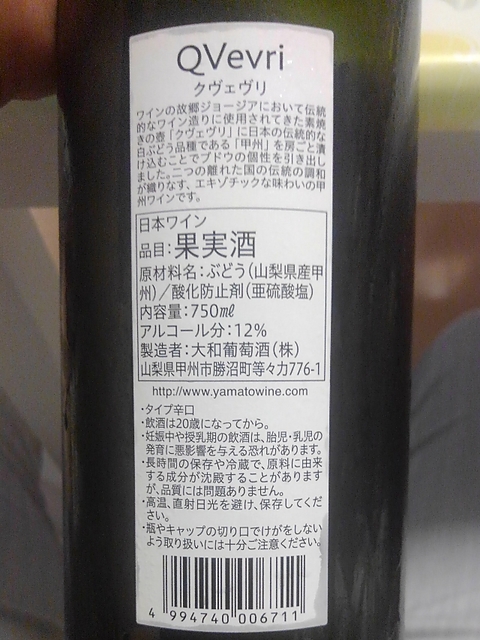 QVevri
クヴェヴリ
ワインの故郷ジョージアにおいて伝統
的なワイン造りに使用されてきた素焼
きの壺「クヴェヴリ」に日本の伝統的な
白ぶどう品種である「甲州」を房ごと漬
け込むことでブドウの個性を引き出し
ました。二つの離れた国の伝統の調和
が織りなす、エキゾチックな味わいの甲
州ワインです。
日本ワイン
品目：果実酒
原材料名：ぶどう（山梨県産甲
州）／酸化防止剤（亜硫酸塩）
内容量：750㎖
アルコール分：12％
製造者：大和葡萄酒（株）
山梨県甲州市勝沼町等々力776-1
http://www.yamatowine.com
・タイプ辛口
・飲酒は20歳になってから。
・妊娠中や授乳期の飲酒は、胎児・乳児の
発育に悪影響を与える恐れがあります。
・長時間の保存や冷蔵で、原料に由来
する成分が沈殿することがあります
が、品質には問題ありません。
・高温、直射日光を避け、保存してくだ
さい。
・瓶やキャップの切り口でけがをしない
よう取り扱いには十分ご注意ください。
4 994740 006711